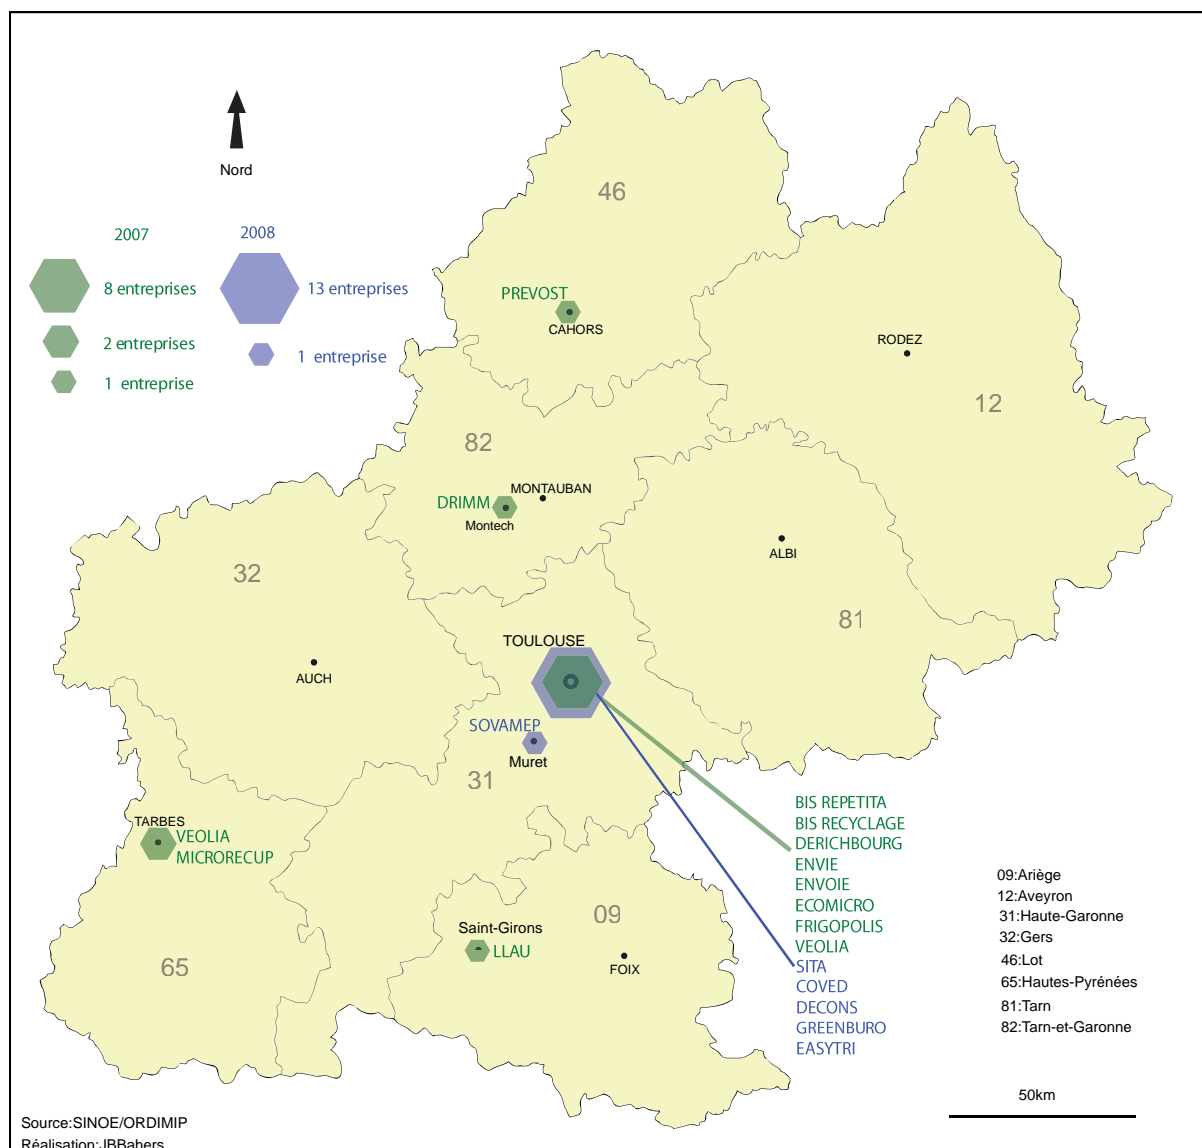 Nord
2007
2008
8 entreprises
13 entreprises
2 entreprises
1 entreprise
1 entreprise
46
PREVOST
CAHORS
RODEZ
12
82
DRIMM
MONTAUBAN
Montech
ALBI
32
81
TOULOUSE
AUCH
SOVAMEP
Muret
31
TARBES
VEOLIA
MICRORECUP
BIS REPETITA
BIS RECYCLAGE
DERICHBOURG
ENVIE
ENVOIE
ECOMICRO
FRIGOPOLIS
VEOLIA
SITA
COVED
DECONS
GREENBURO
EASYTRI
09
Saint-Girons
LLAU
FOIX
65
09:Ariège
12:Aveyron
31:Haute-Garonne
32:Gers
46:Lot
65:Hautes-Pyrénées
81:Tarn
82:Tarn-et-Garonne
50km
Source:SINOE/ORDIMIP
Réalisation:JBBahers